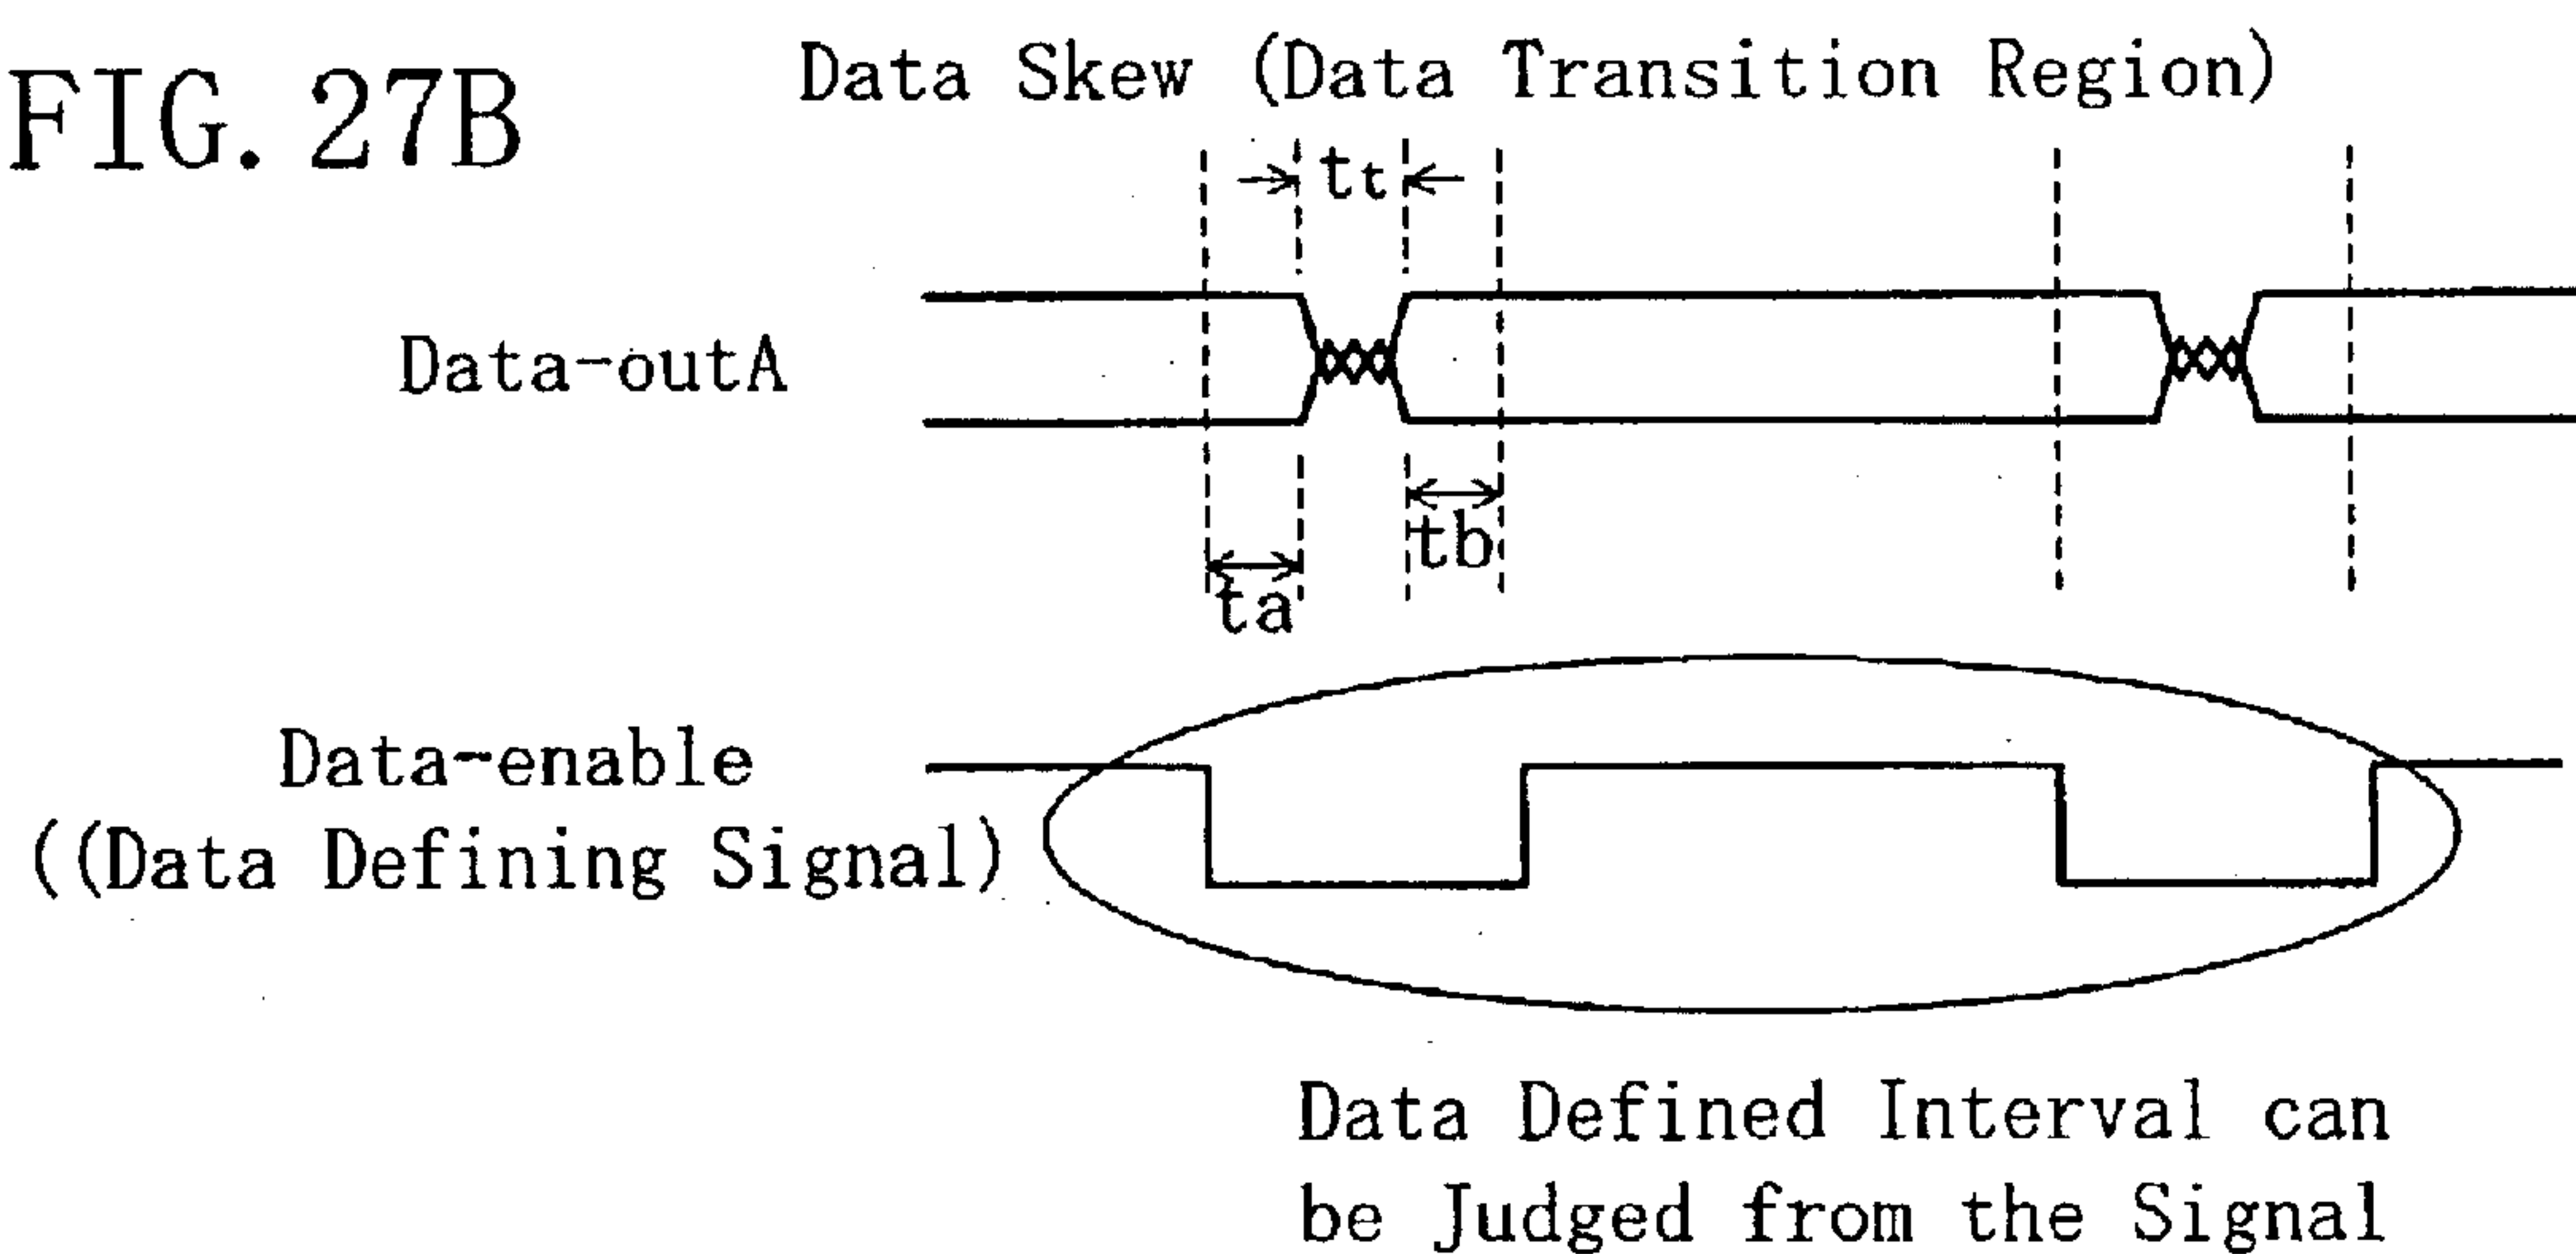 FIG. 27B
Data Skew (Data Transition Region)
tt
Data-outA
tb
ta
Data-enable
((Data Defining Signal)
Data Defined Interval can
be Judged from the Signal